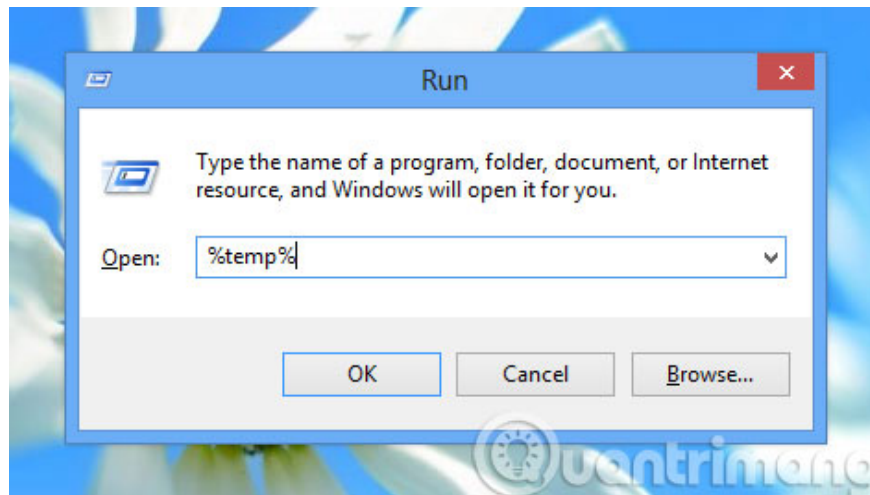 Run
Type the name of a program, folder, document, or Internet
resource, and Windows will open it for you.
Open:
%temp%
OK
Cancel
Browse...
Quantrimang